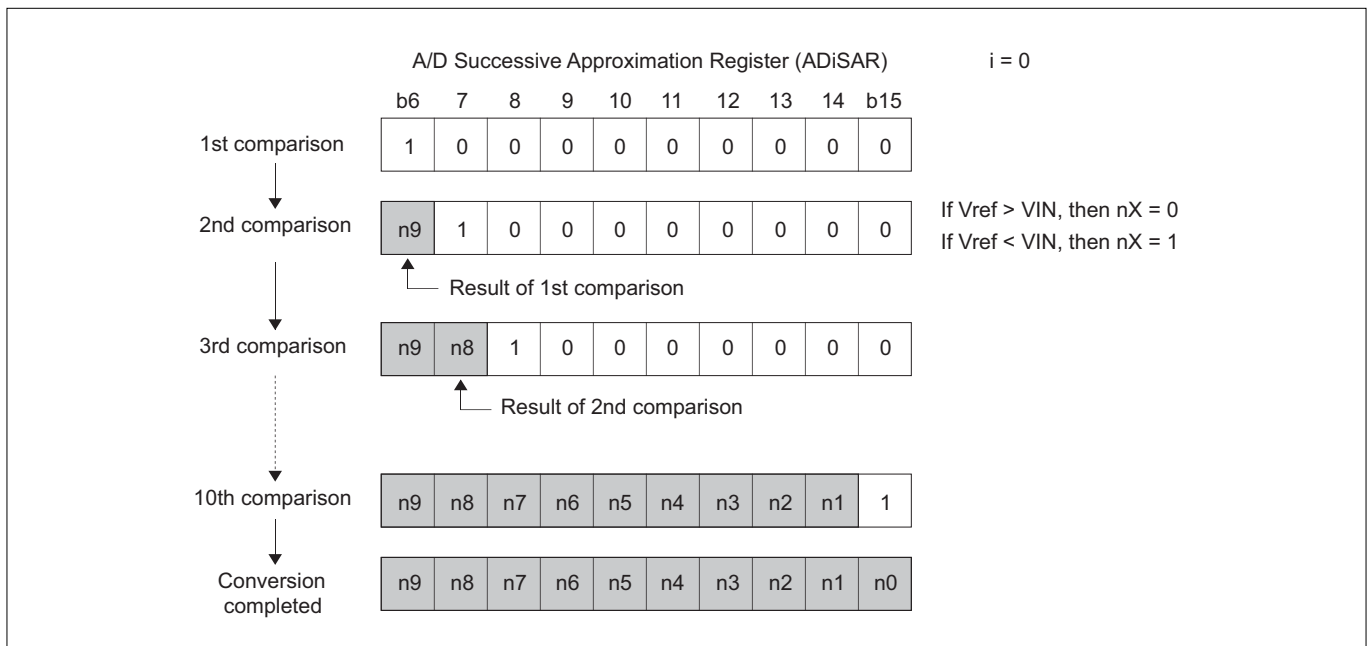 A/D Successive Approximation Register (ADiSAR) i = 0
b6 7 8 9 10 11 12 13 14 b15
1st comparison 1 0 0 0 0 0 0 0 0 0
2nd comparison n9 1 0 0 0 0 0 0 0 0
If Vref > VIN, then nX = 0
If Vref < VIN, then nX = 1
Result of 1st comparison
3rd comparison n9 n8 1 0 0 0 0 0 0 0
Result of 2nd comparison
10th comparison n9 n8 n7 n6 n5 n4 n3 n2 n1 1
Conversion
completed n9 n8 n7 n6 n5 n4 n3 n2 n1 n0